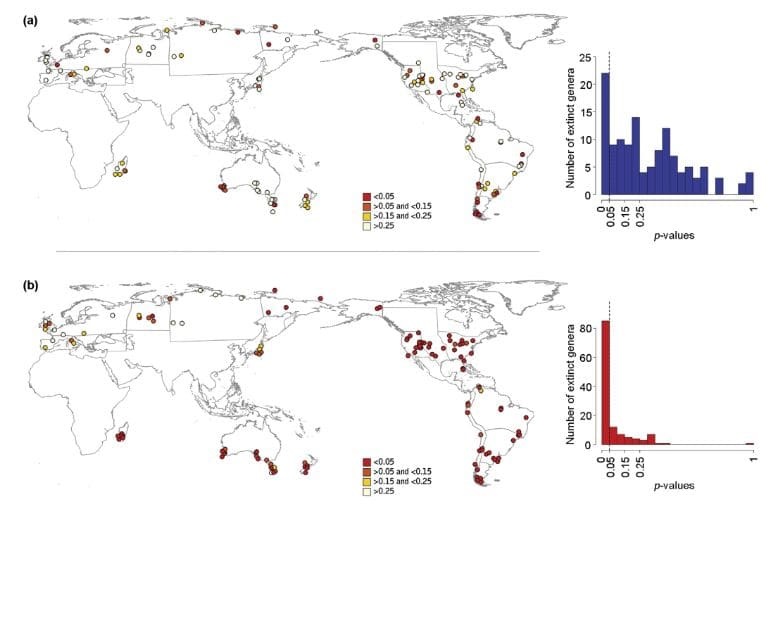 (a)
<0.05
>0.05 and <0.15
>0.15 and <0.25
>0.25
Number of extinct genera
25
20
15
10
5
0
0
0.05
0.15
0.25
1
p-values
(b)
<0.05
>0.05 and <0.15
>0.15 and <0.25
>0.25
Number of extinct genera
80
60
40
20
0
0
0.05
0.15
0.25
1
p-values